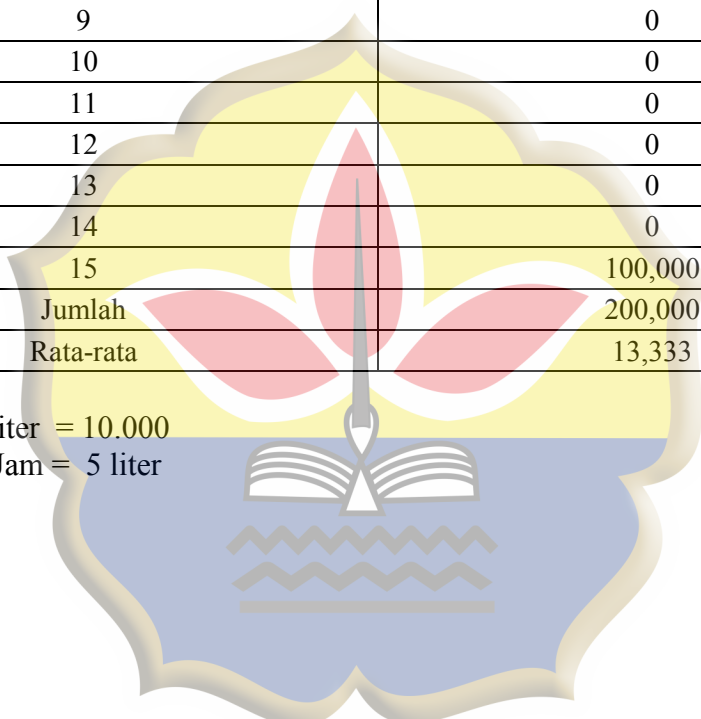 9 0
10 0
11 0
12 0
13 0
14 0
15 100,000
Jumlah 200,000
Rata-rata 13,333
iter = 10.000
Jam = 5 liter